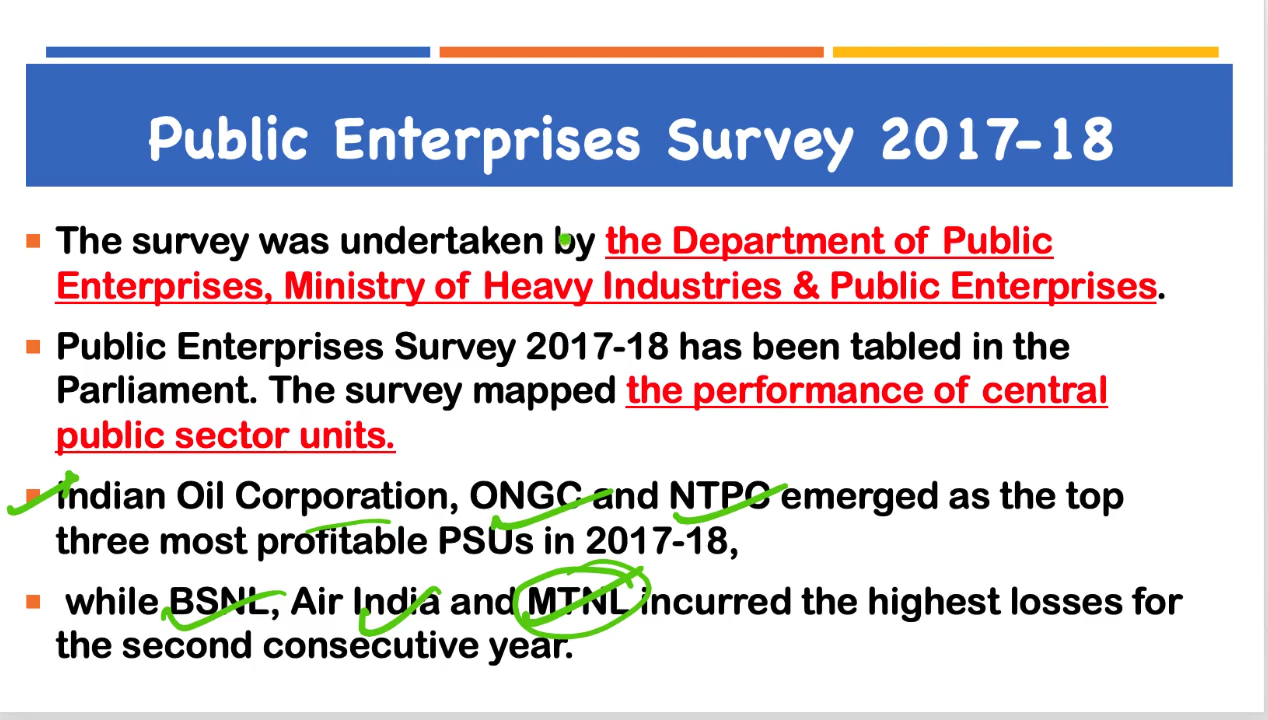 Public Enterprises Survey 2017-18
The survey was undertaken by the Department of Public
Enterprises, Ministry of Heavy Industries & Public Enterprises.
Public Enterprises Survey 2017-18 has been tabled in the
Parliament. The survey mapped the performance of central
public sector units.
Indian Oil Corporation, ONGC and NTPC emerged as the top
three most profitable PSUs in 2017-18,
while BSNL, Air India and MTNL incurred the highest losses for
the second consecutive year.